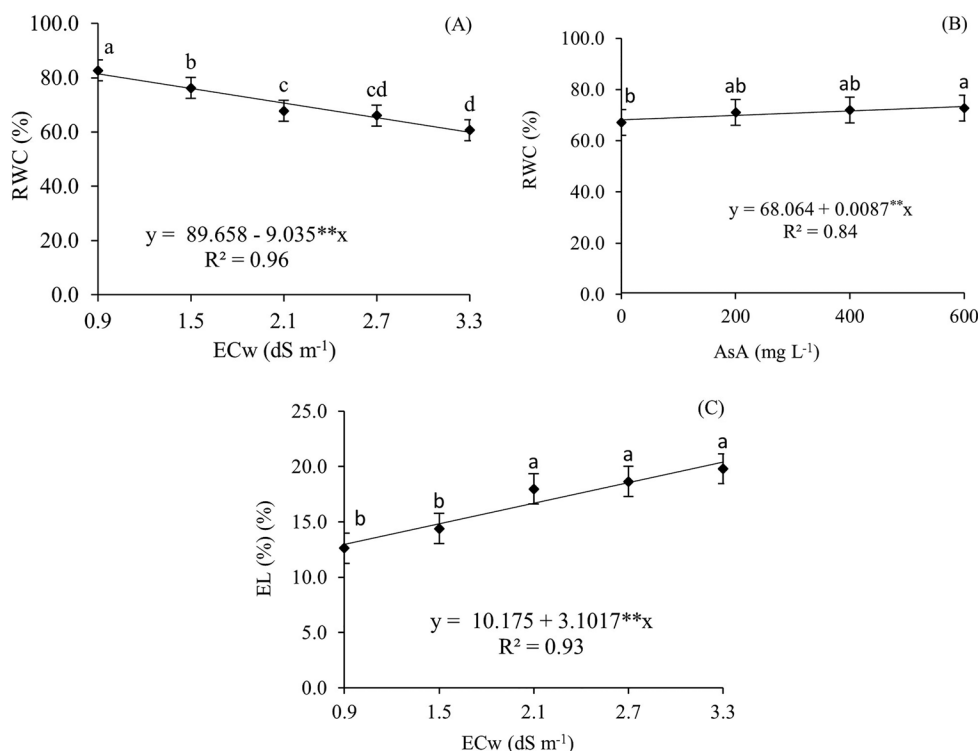 (A)
100.0
80.0
60.0
40.0
20.0
0.0
RWC (%)
a
b
c
cd
d
y = 89.658 - 9.035**x
R² = 0.96
0.9 1.5 2.1 2.7 3.3
ECw (dS m⁻¹)
(B)
100.0
80.0
60.0
40.0
20.0
0.0
RWC (%)
b
ab
ab
a
y = 68.064 + 0.0087**x
R² = 0.84
0 200 400 600
AsA (mg L⁻¹)
(C)
25.0
20.0
15.0
10.0
5.0
0.0
EL (%) (%)
b
b
a
a
a
y = 10.175 + 3.1017**x
R² = 0.93
0.9 1.5 2.1 2.7 3.3
ECw (dS m⁻¹)